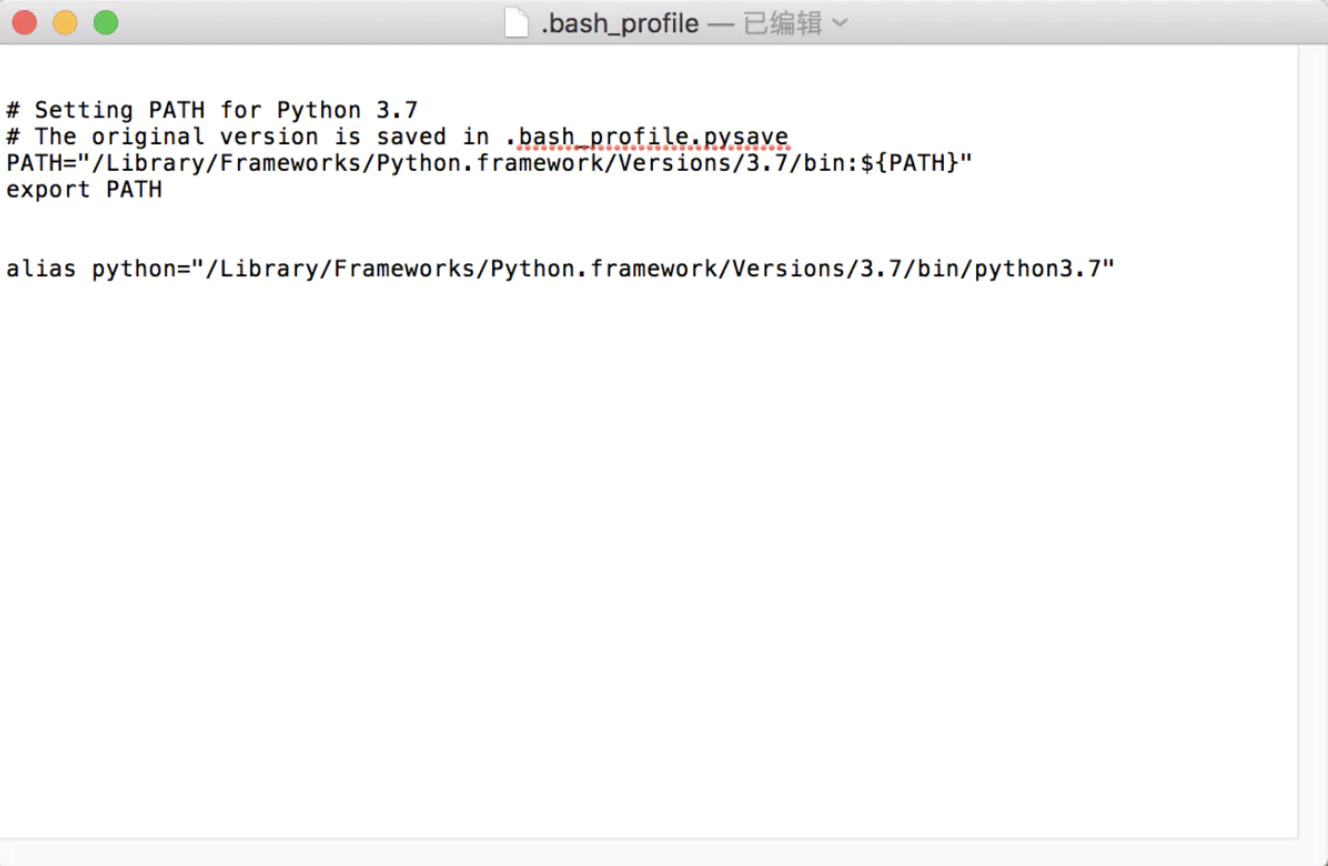 .bash_profile — 已编辑
# Setting PATH for Python 3.7
# The original version is saved in .bash_profile.pysave
PATH="/Library/Frameworks/Python.framework/Versions/3.7/bin:${PATH}"
export PATH
alias python="/Library/Frameworks/Python.framework/Versions/3.7/bin/python3.7"